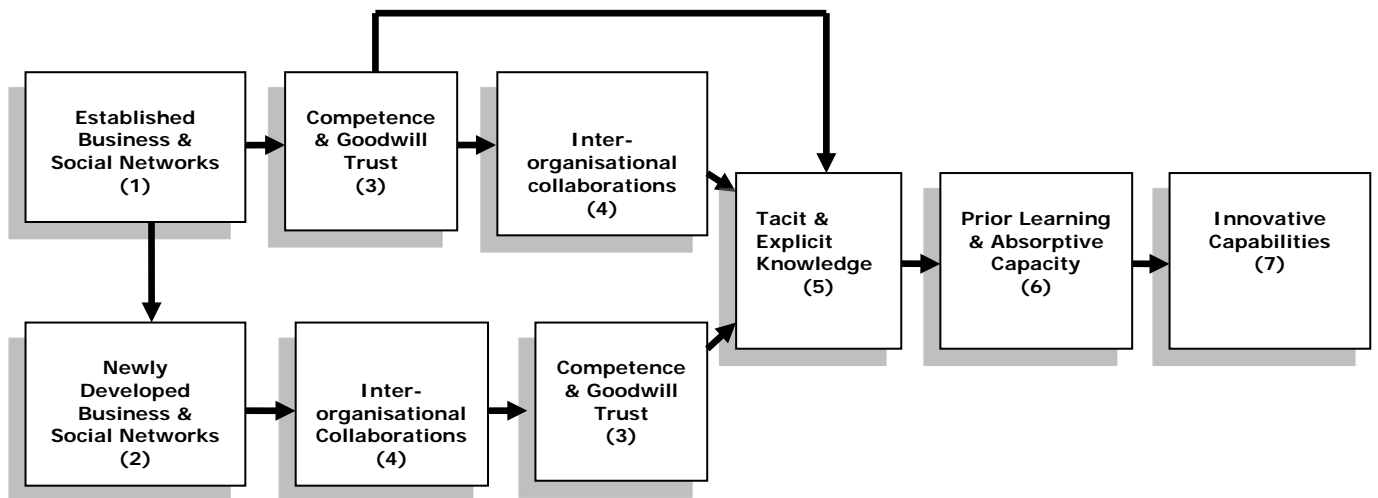 Established
Business &
Social Networks
(1)
Competence
& Goodwill
Trust
(3)
Inter-
organisational
collaborations
(4)
Tacit &
Explicit
Knowledge
(5)
Prior Learning
& Absorptive
Capacity
(6)
Innovative
Capabilities
(7)
Newly
Developed
Business &
Social Networks
(2)
Inter-
organisational
Collaborations
(4)
Competence
& Goodwill
Trust
(3)